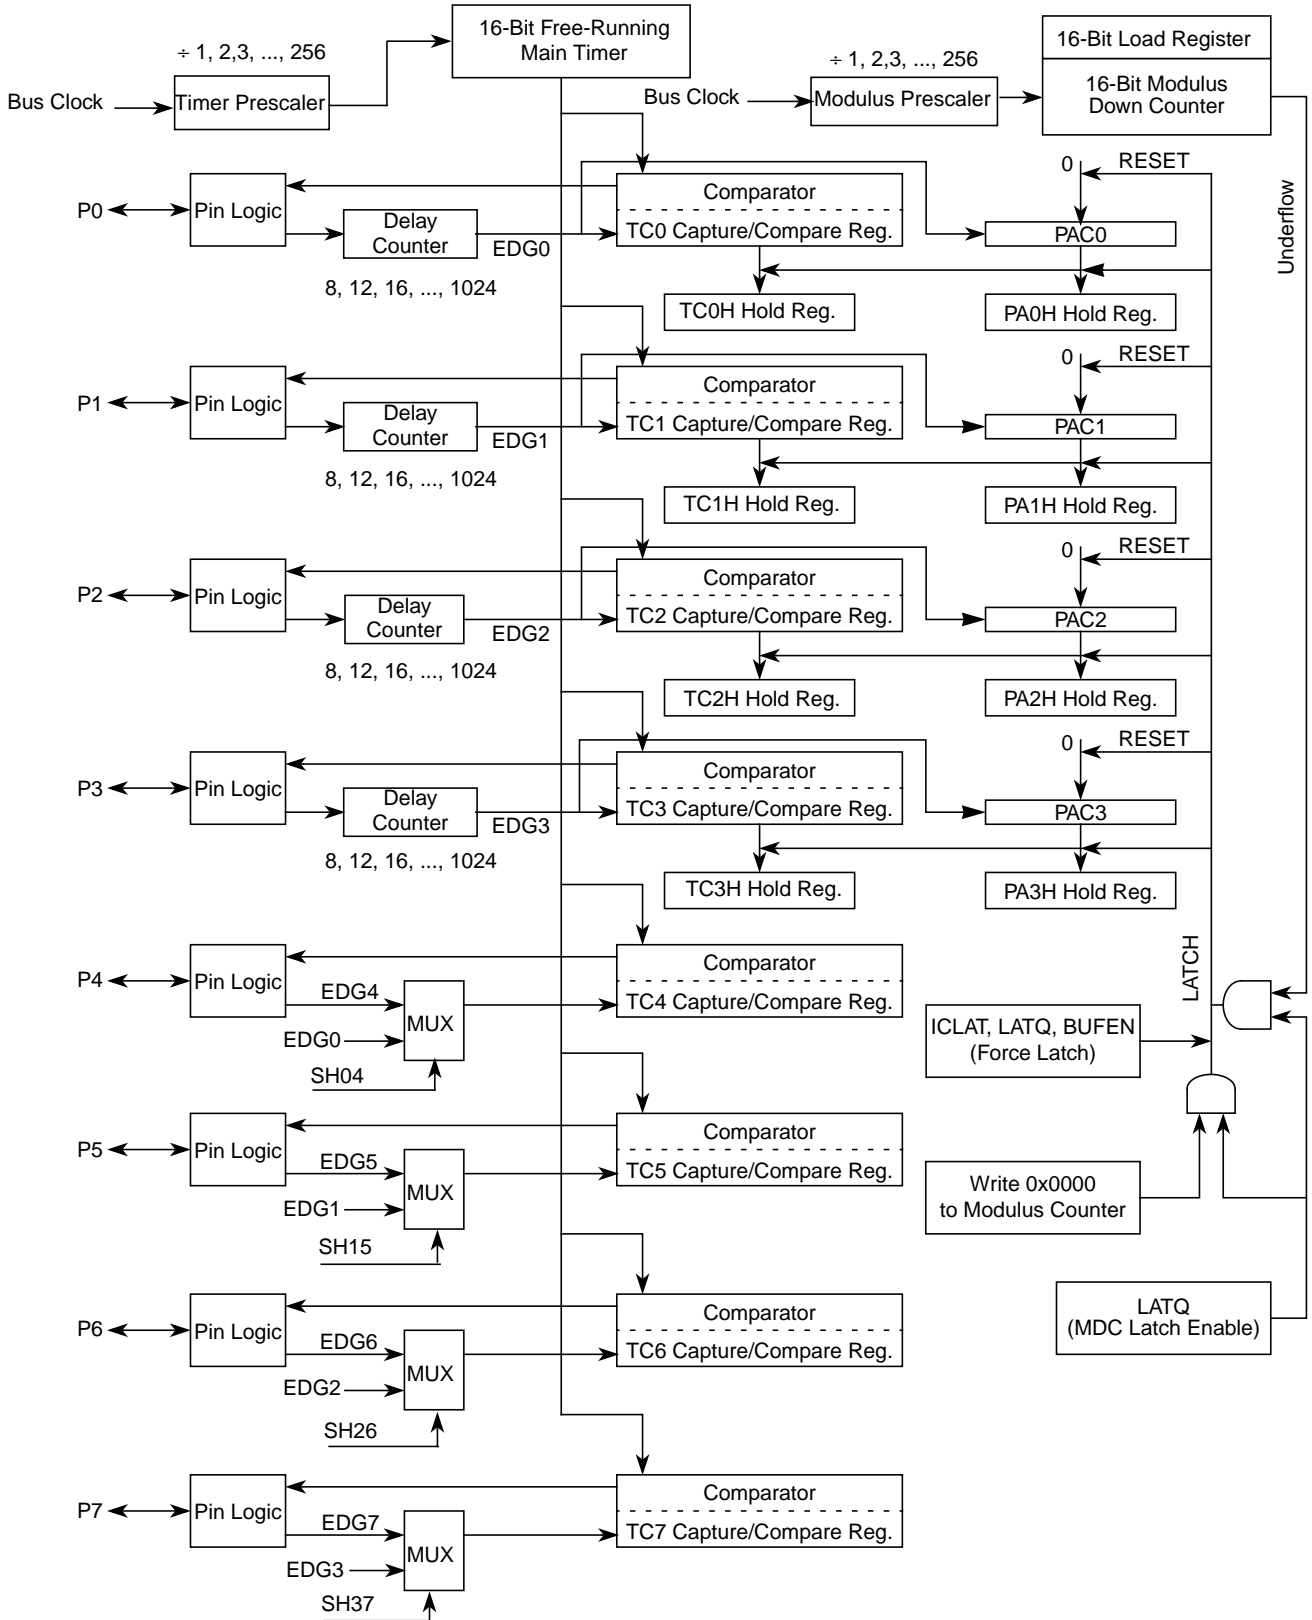 16-Bit Free-Running
Main Timer
÷ 1, 2,3, ..., 256
Bus Clock
Timer Prescaler
16-Bit Load Register
÷ 1, 2,3, ..., 256
Bus Clock
Modulus Prescaler
16-Bit Modulus
Down Counter
Underflow
P0
Pin Logic
Delay
Counter
EDG0
8, 12, 16, ..., 1024
Comparator
TC0 Capture/Compare Reg.
TC0H Hold Reg.
0
RESET
PAC0
PA0H Hold Reg.
P1
Pin Logic
Delay
Counter
EDG1
8, 12, 16, ..., 1024
Comparator
TC1 Capture/Compare Reg.
TC1H Hold Reg.
0
RESET
PAC1
PA1H Hold Reg.
P2
Pin Logic
Delay
Counter
EDG2
8, 12, 16, ..., 1024
Comparator
TC2 Capture/Compare Reg.
TC2H Hold Reg.
0
RESET
PAC2
PA2H Hold Reg.
P3
Pin Logic
Delay
Counter
EDG3
8, 12, 16, ..., 1024
Comparator
TC3 Capture/Compare Reg.
TC3H Hold Reg.
0
RESET
PAC3
PA3H Hold Reg.
P4
Pin Logic
EDG4
EDG0
MUX
SH04
Comparator
TC4 Capture/Compare Reg.
LATCH
ICLAT, LATQ, BUFEN
(Force Latch)
P5
Pin Logic
EDG5
EDG1
MUX
SH15
Comparator
TC5 Capture/Compare Reg.
Write 0x0000
to Modulus Counter
P6
Pin Logic
EDG6
EDG2
MUX
SH26
Comparator
TC6 Capture/Compare Reg.
LATQ
(MDC Latch Enable)
P7
Pin Logic
EDG7
EDG3
MUX
SH37
Comparator
TC7 Capture/Compare Reg.